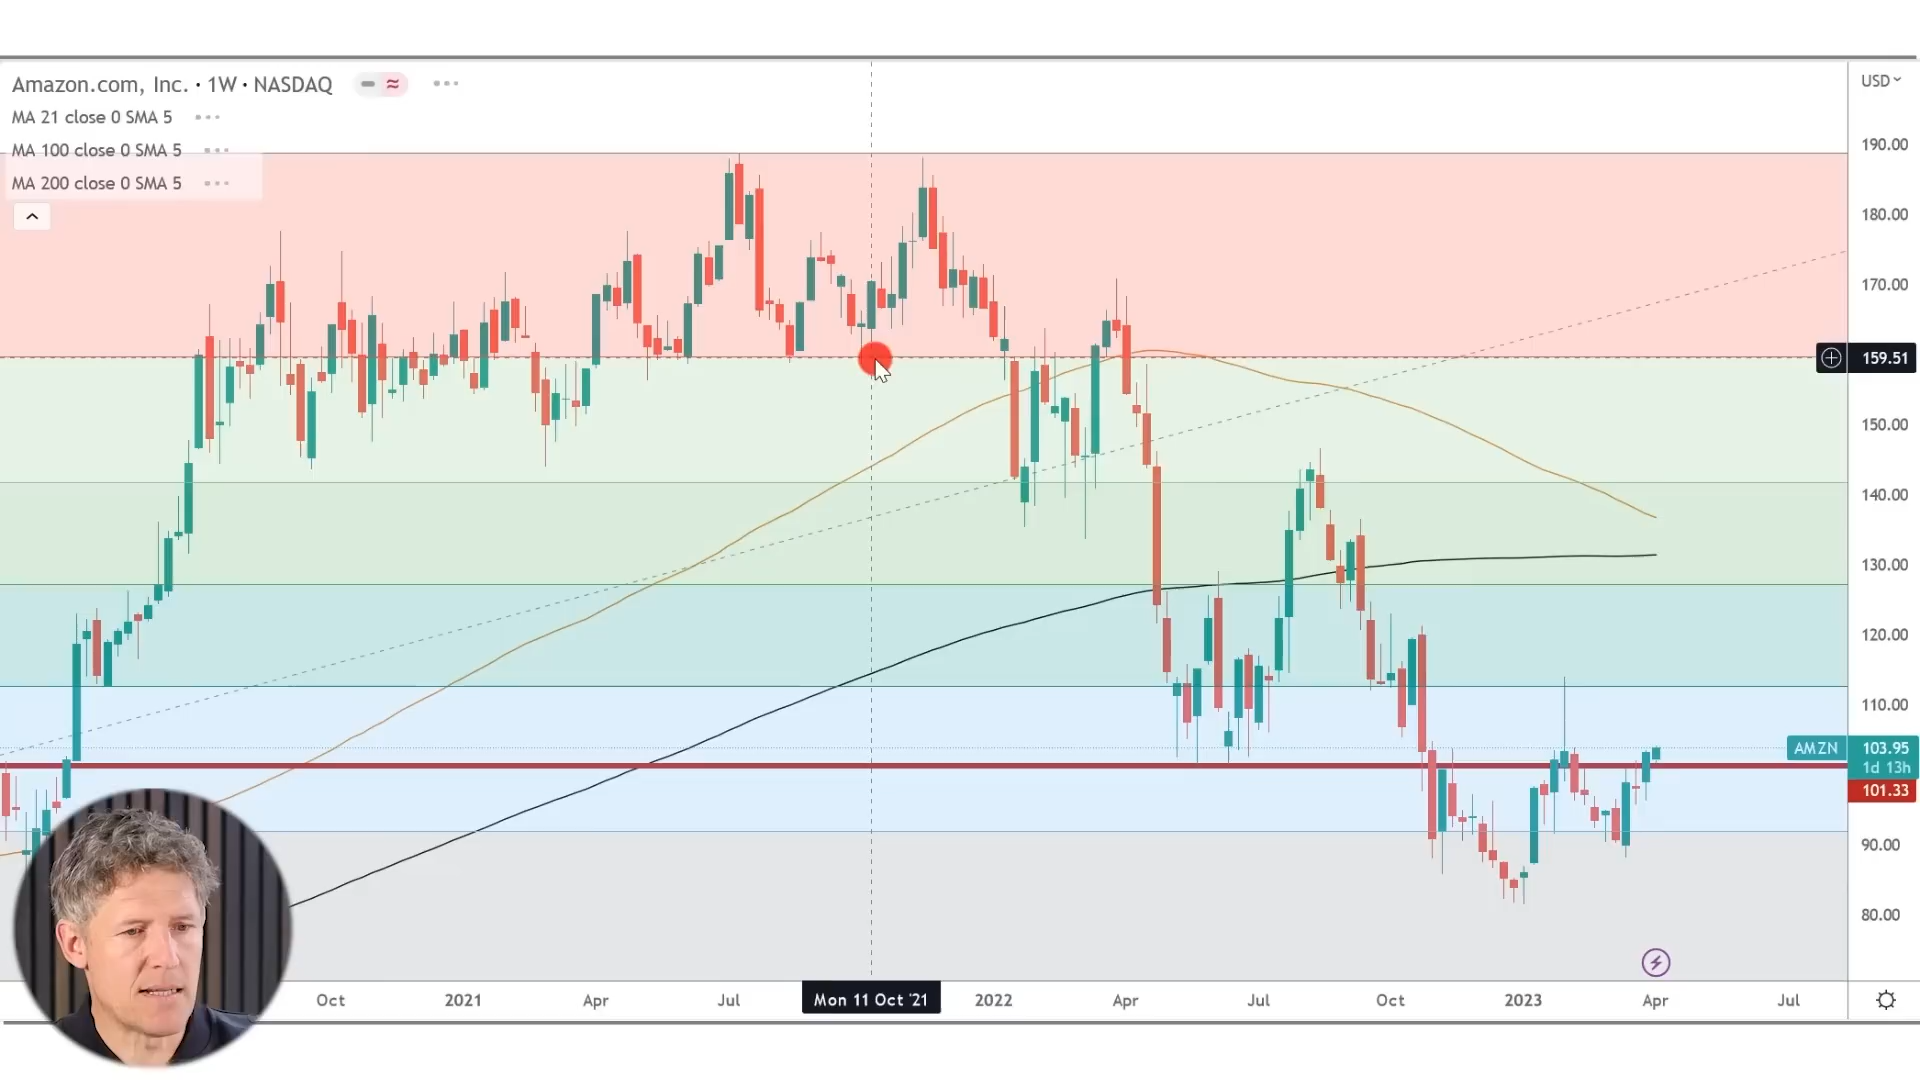 Amazon.com, Inc. · 1W · NASDAQ
MA 21 close 0 SMA 5
MA 100 close 0 SMA 5
MA 200 close 0 SMA 5
USD
190.00
180.00
170.00
159.51
150.00
140.00
130.00
120.00
110.00
AMZN 103.95
1d 13h
101.33
90.00
80.00
Oct 2021 Apr Jul Mon 11 Oct '21 2022 Apr Jul Oct 2023 Apr Jul